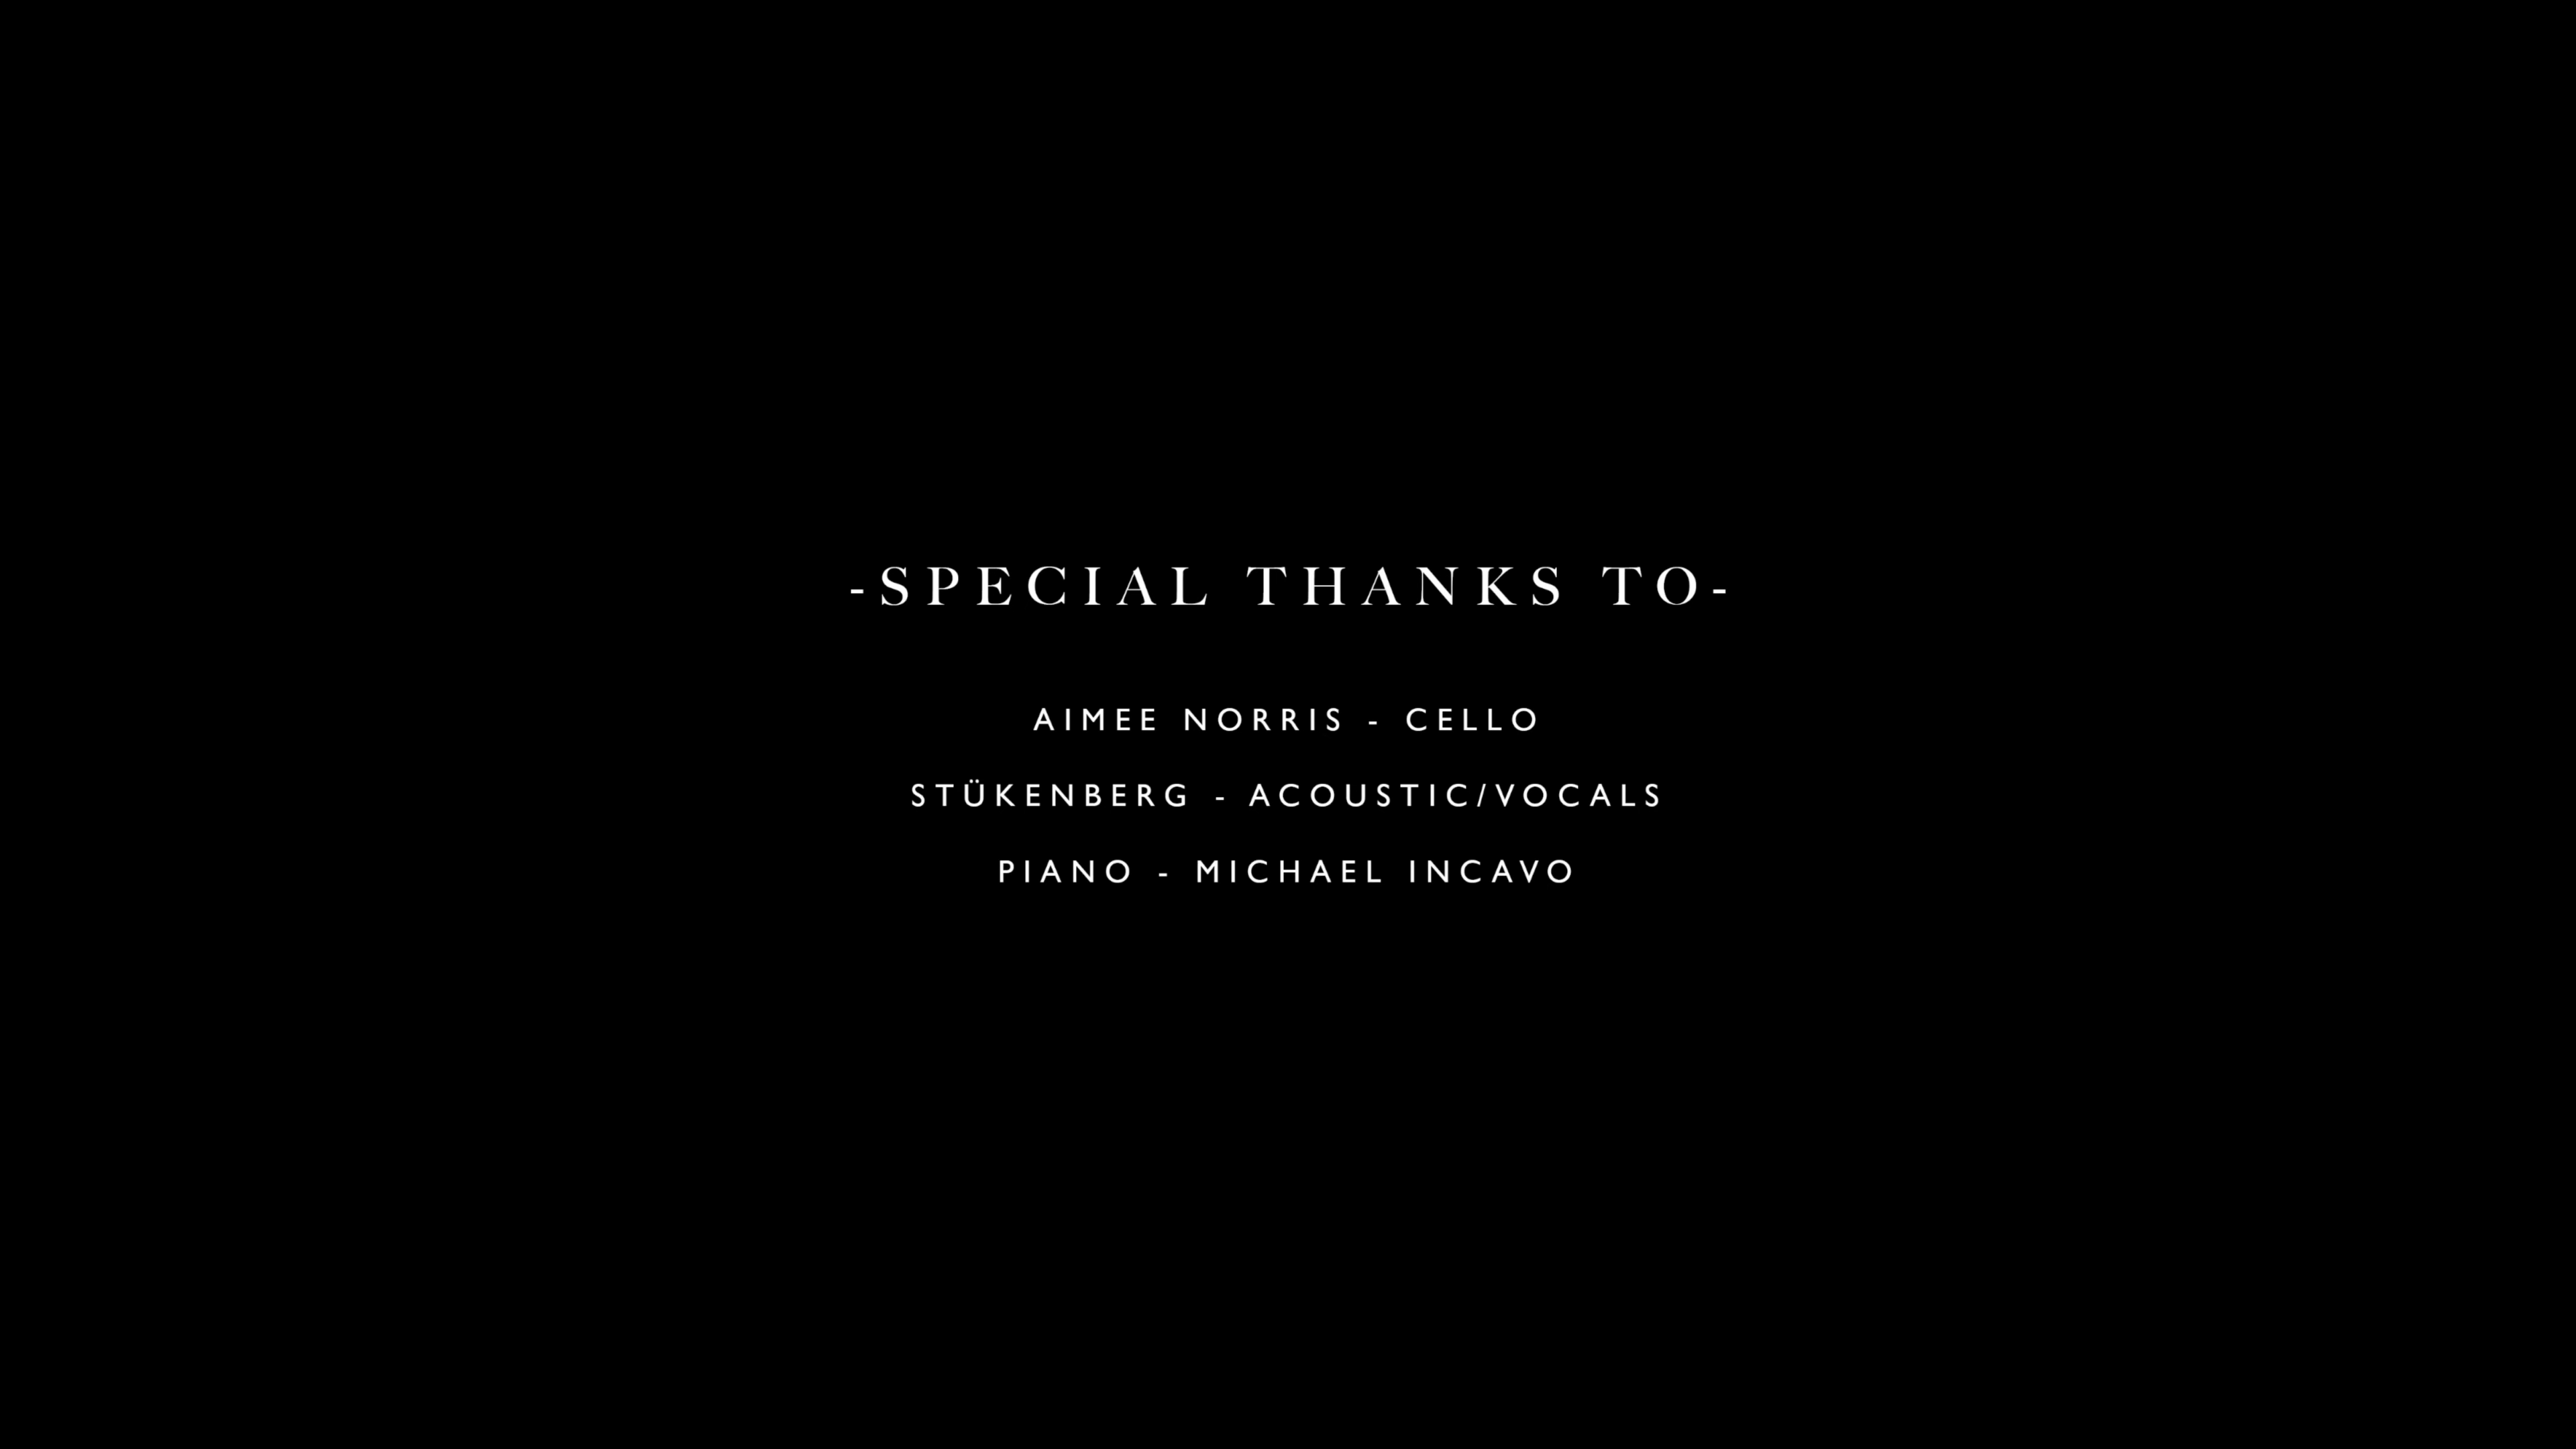 -SPECIAL THANKS TO-
AIMEE NORRIS - CELLO
STÜKENBERG - ACOUSTIC/VOCALS
PIANO - MICHAEL INCAVO